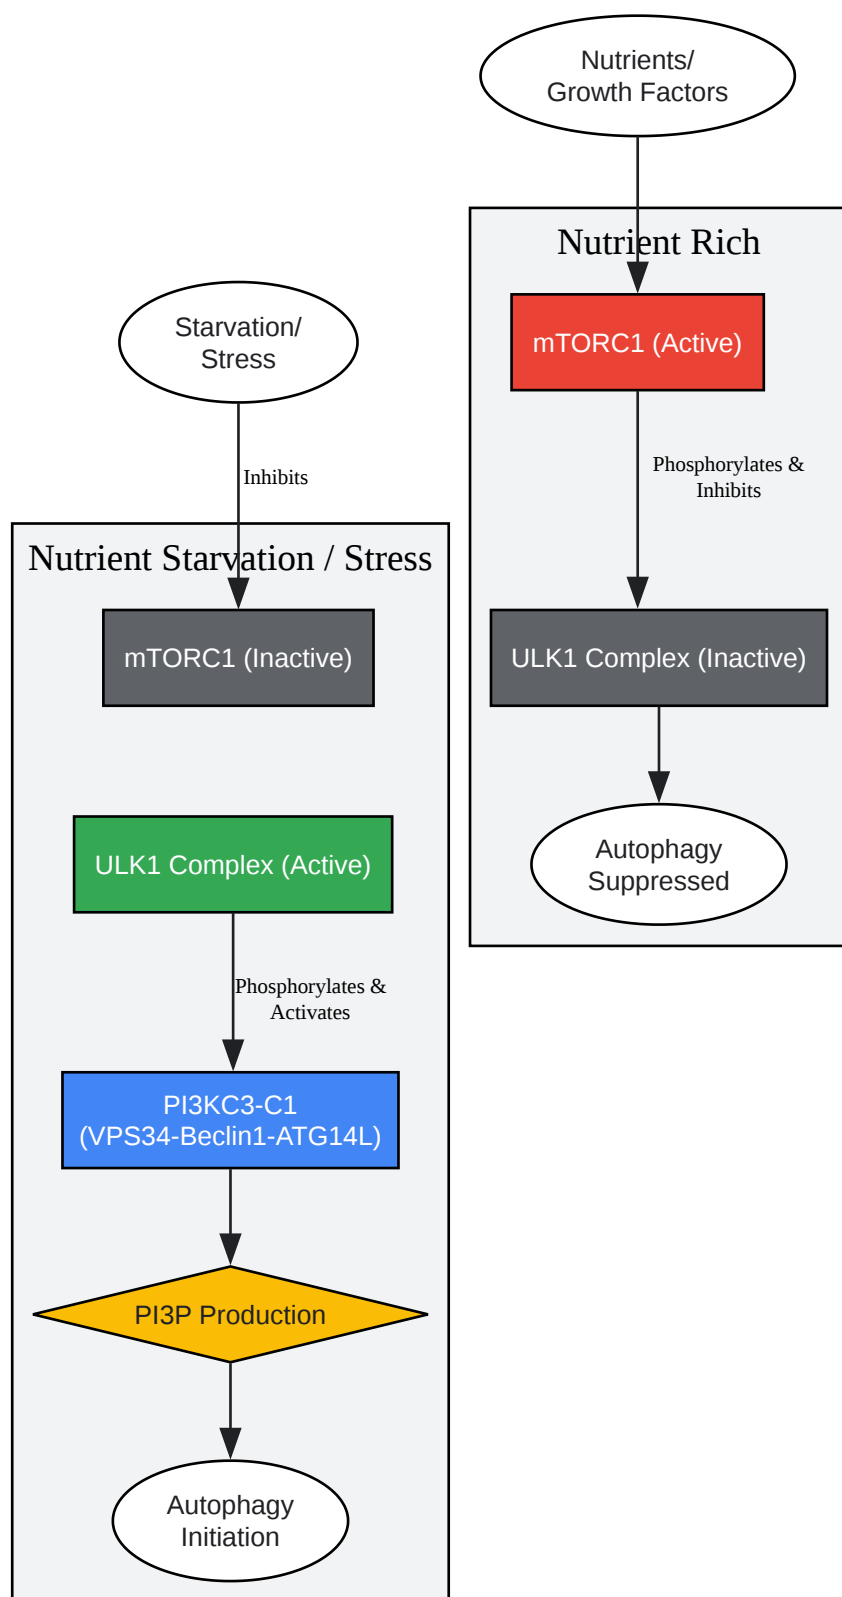 Nutrients/
Growth Factors
Nutrient Rich
mTORC1 (Active)
Phosphorylates &
Inhibits
ULK1 Complex (Inactive)
Autophagy
Suppressed
Starvation/
Stress
Inhibits
Nutrient Starvation / Stress
mTORC1 (Inactive)
ULK1 Complex (Active)
Phosphorylates &
Activates
PI3KC3-C1
(VPS34-Beclin1-ATG14L)
PI3P Production
Autophagy
Initiation